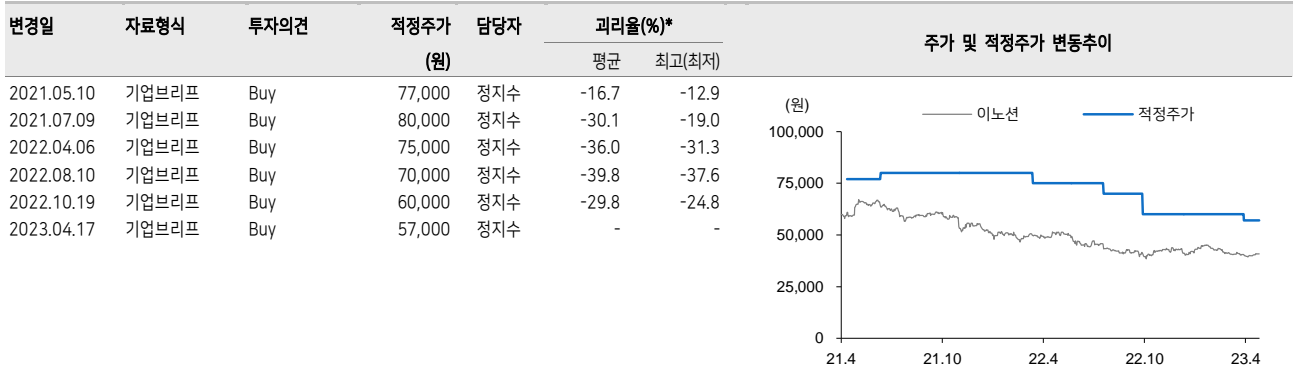 변경일 자료형식 투자의견 적정주가 담당자 괴리율(%)*
(원) 평균 최고(최저)
2021.05.10 기업브리프 Buy 77,000 정지수 -16.7 -12.9
2021.07.09 기업브리프 Buy 80,000 정지수 -30.1 -19.0
2022.04.06 기업브리프 Buy 75,000 정지수 -36.0 -31.3
2022.08.10 기업브리프 Buy 70,000 정지수 -39.8 -37.6
2022.10.19 기업브리프 Buy 60,000 정지수 -29.8 -24.8
2023.04.17 기업브리프 Buy 57,000 정지수 - -
주가 및 적정주가 변동추이
(원)
이노션 적정주가
100,000
75,000
50,000
25,000
0
21.4 21.10 22.4 22.10 23.4